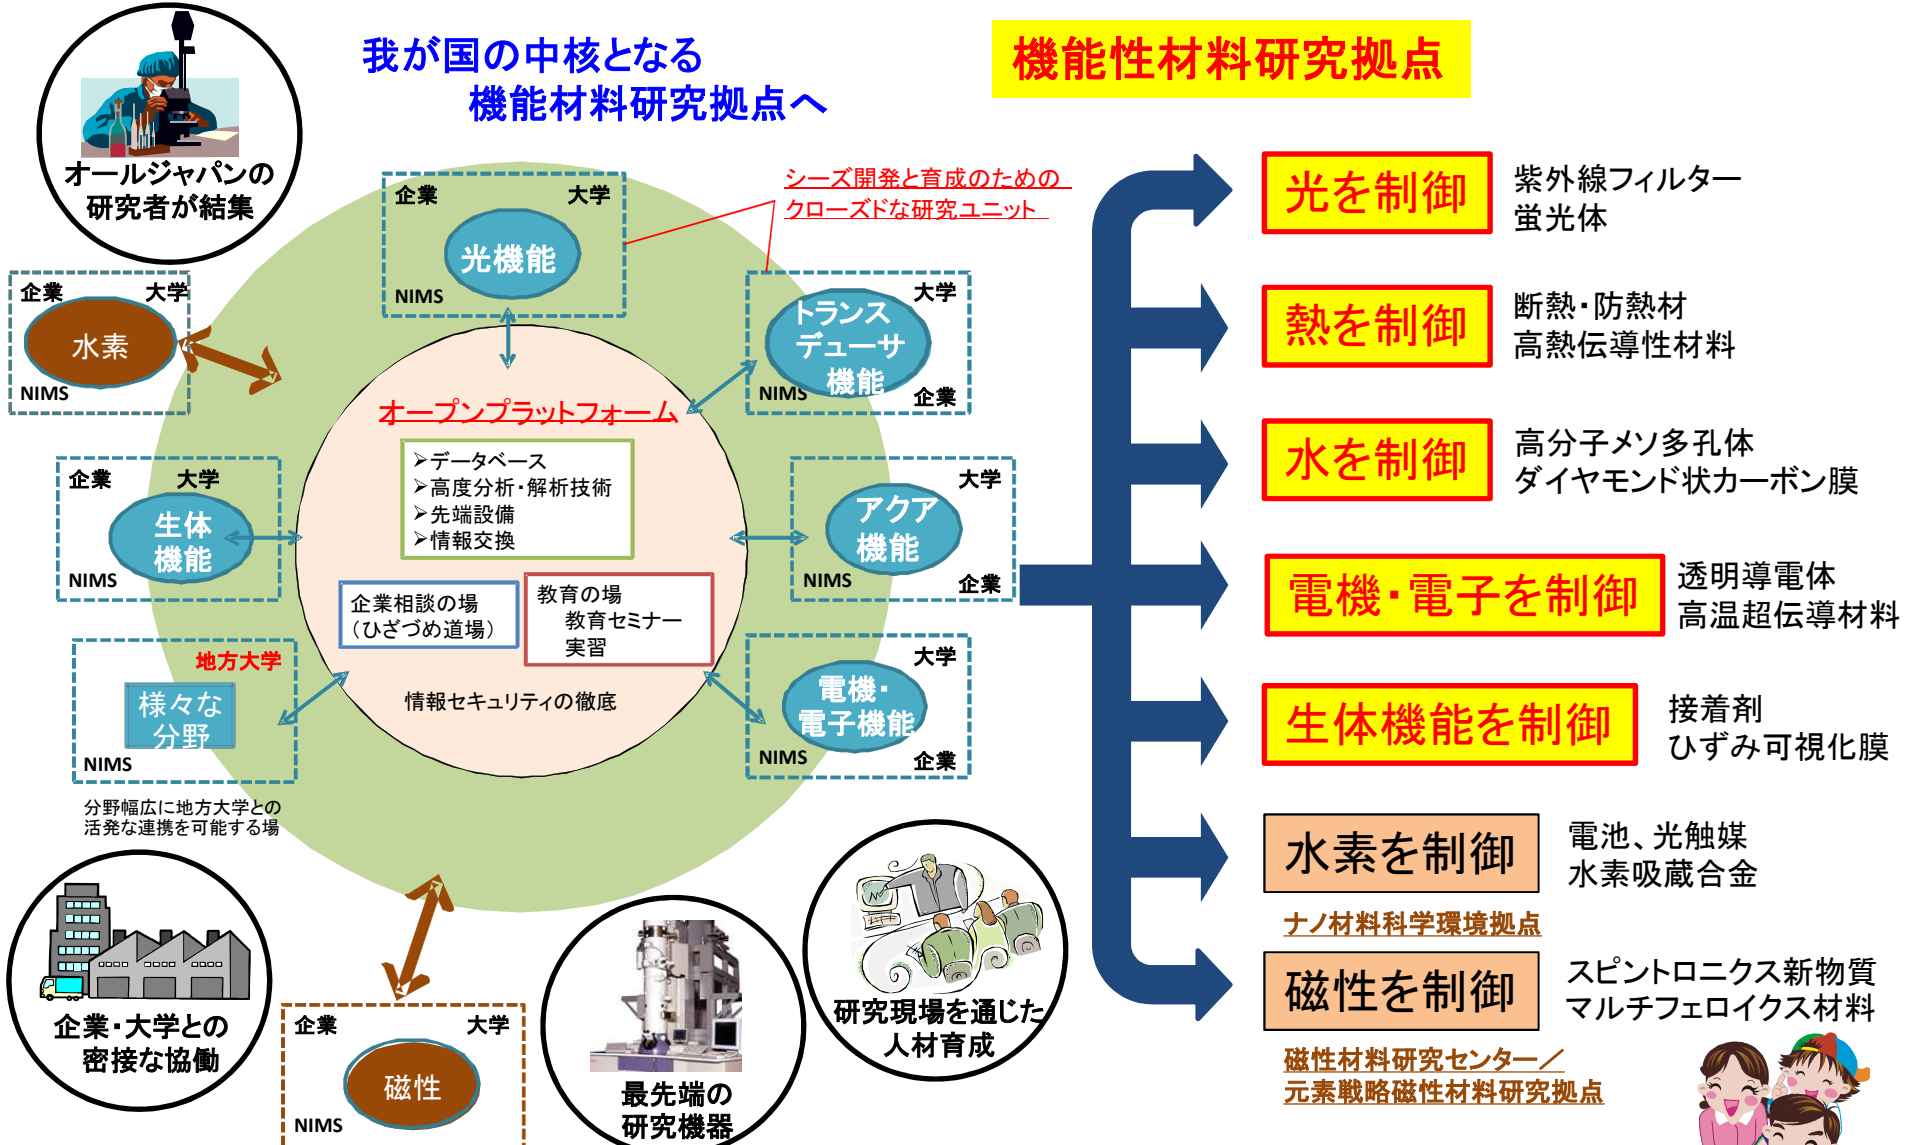 我が国の中核となる
機能材料研究拠点へ
機能性材料研究拠点
オールジャパンの
研究者が結集
シーズ開発と育成のための
クローズドな研究ユニット
企業 大学
光機能
NIMS
企業 大学
水素
NIMS
大学
トランス
デューサ
機能
NIMS
企業
オープンプラットフォーム
➢データベース
➢高度分析・解析技術
➢先端設備
➢情報交換
企業相談の場
（ひざづめ道場）
教育の場
教育セミナー
実習
情報セキュリティの徹底
企業 大学
生体
機能
NIMS
大学
アクア
機能
NIMS
企業
地方大学
様々な
分野
NIMS
分野幅広に地方大学との
活発な連携を可能する場
大学
電機・
電子機能
NIMS
企業
企業・大学との
密接な協働
企業 大学
磁性
NIMS
最先端の
研究機器
研究現場を通じた
人材育成
光を制御
紫外線フィルター
蛍光体
熱を制御
断熱・防熱材
高熱伝導性材料
水を制御
高分子メソ多孔体
ダイヤモンド状カーボン膜
電機・電子を制御
透明導電体
高温超伝導材料
生体機能を制御
接着剤
ひずみ可視化膜
水素を制御
電池、光触媒
水素吸蔵合金
ナノ材料科学環境拠点
磁性を制御
スピントロニクス新物質
マルチフェロイクス材料
磁性材料研究センター／
元素戦略磁性材料研究拠点